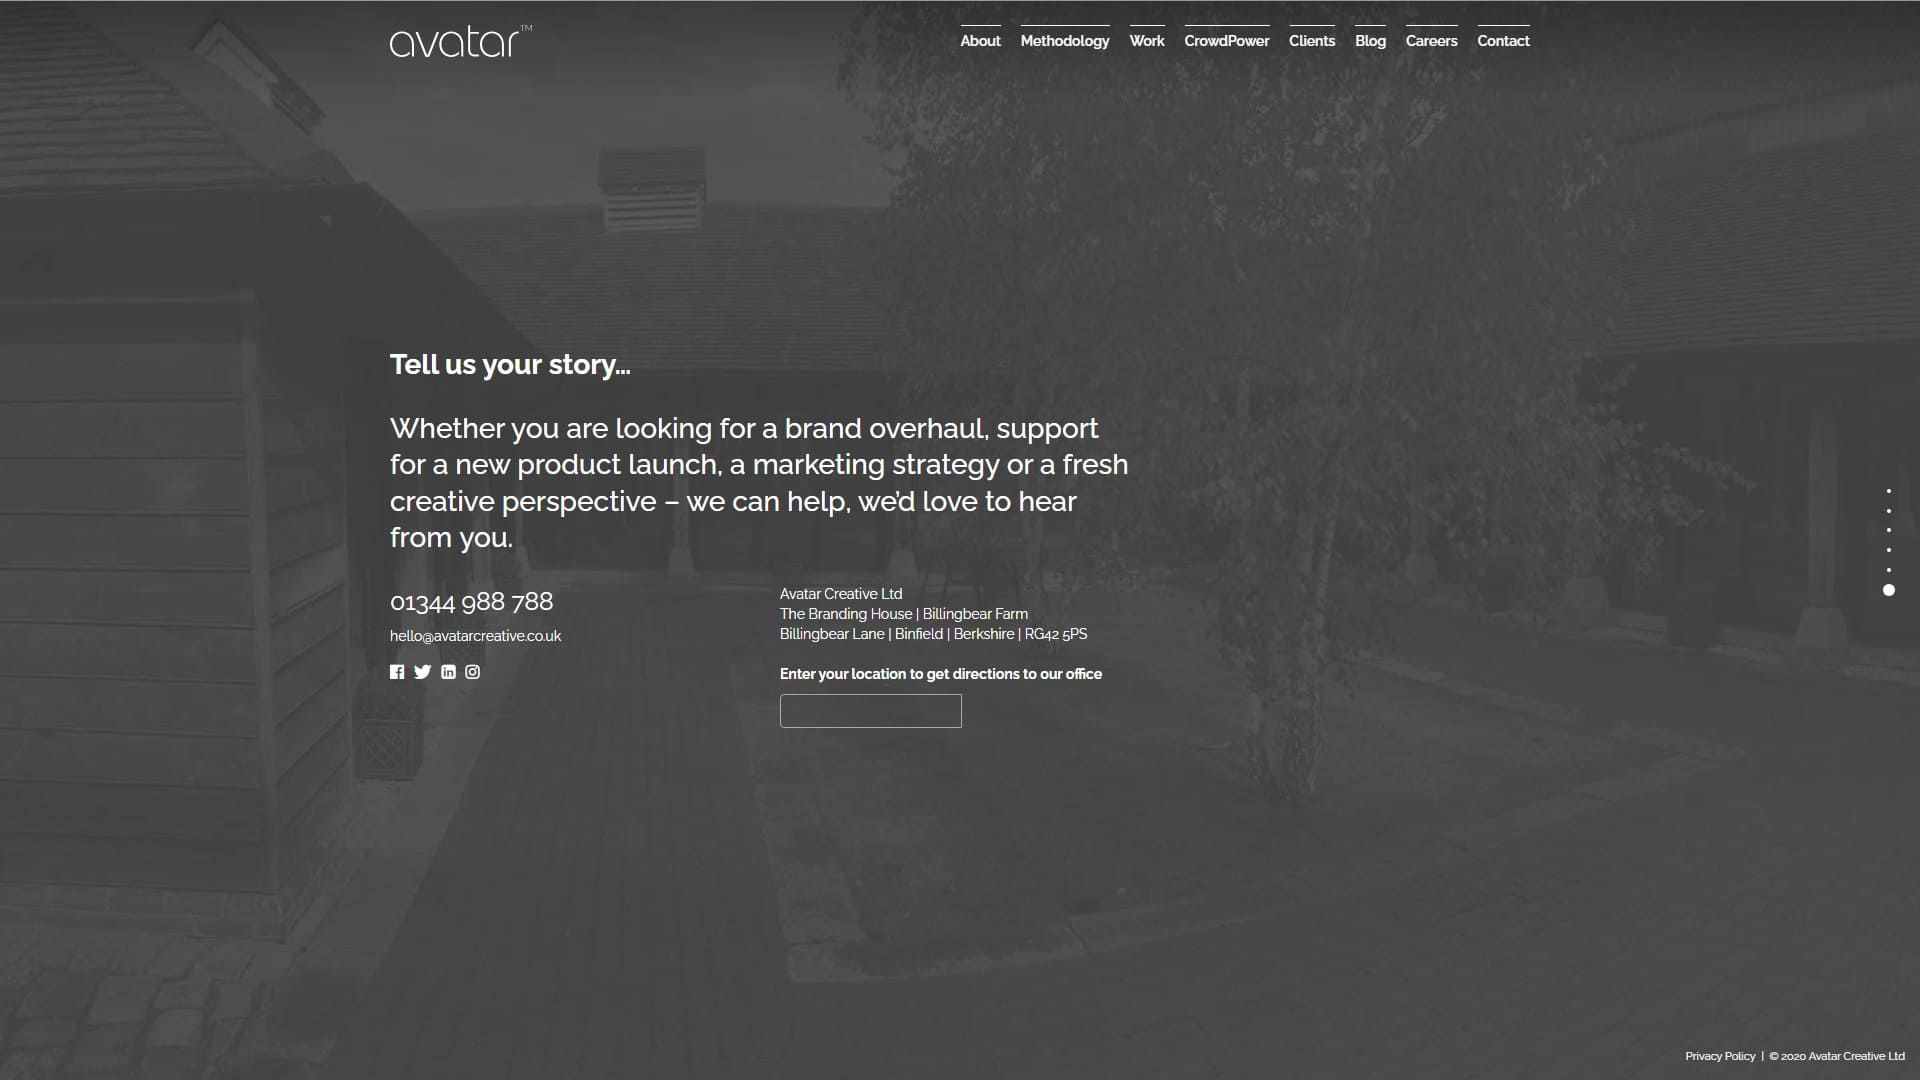 avatar™
About Methodology Work CrowdPower Clients Blog Careers Contact
Tell us your story...
Whether you are looking for a brand overhaul, support
for a new product launch, a marketing strategy or a fresh
creative perspective – we can help, we’d love to hear
from you.
01344 988 788
hello@avatarcreative.co.uk
Avatar Creative Ltd
The Branding House | Billingbear Farm
Billingbear Lane | Binfield | Berkshire | RG42 5PS
Enter your location to get directions to our office
Privacy Policy | © 2020 Avatar Creative Ltd